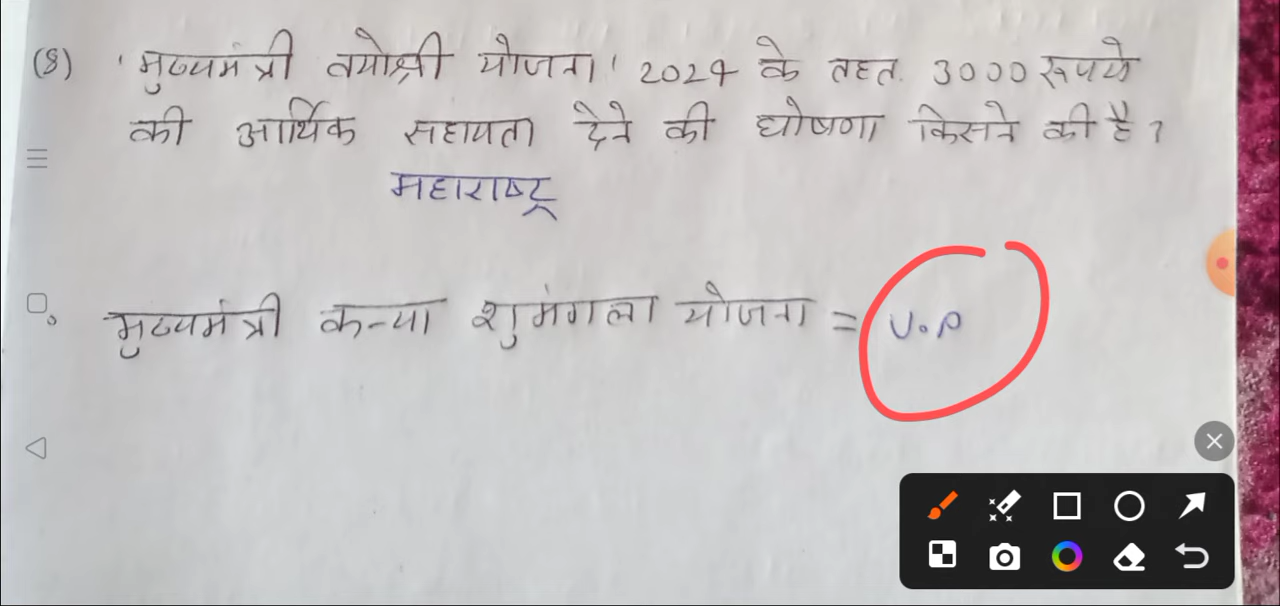 (8) 'मुख्यमंत्री वयोश्री योजना' 2024 के तहत 3000 रूपये
की आर्थिक सहायता देने की घोषणा किसने की है?
महाराष्ट्र
मुख्यमंत्री कन्या शुमंगला योजना = U.P